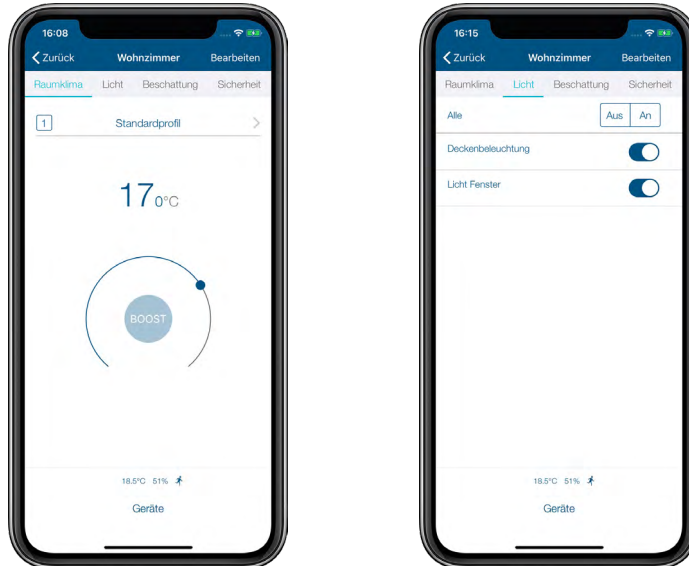 16:08
Zurück Wohnzimmer Bearbeiten
Raumklima Licht Beschattung Sicherheit
1 Standardprofil
17 0°C
BOOST
18.5°C 51%
Geräte
16:15
Zurück Wohnzimmer Bearbeiten
Raumklima Licht Beschattung Sicherheit
Alle Aus An
Deckenbeleuchtung
Licht Fenster
18.5°C 51%
Geräte